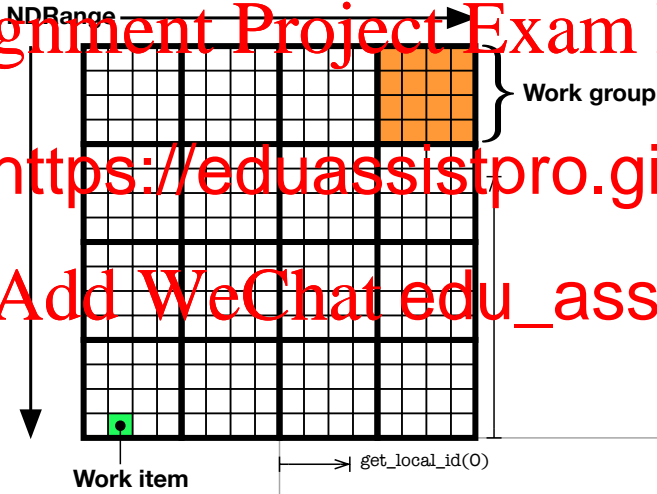 NDRange
gnment Project Exam
Work group
https://eduassistpro.gi
Add WeChat edu_ass
get_local_id(0)
Work item